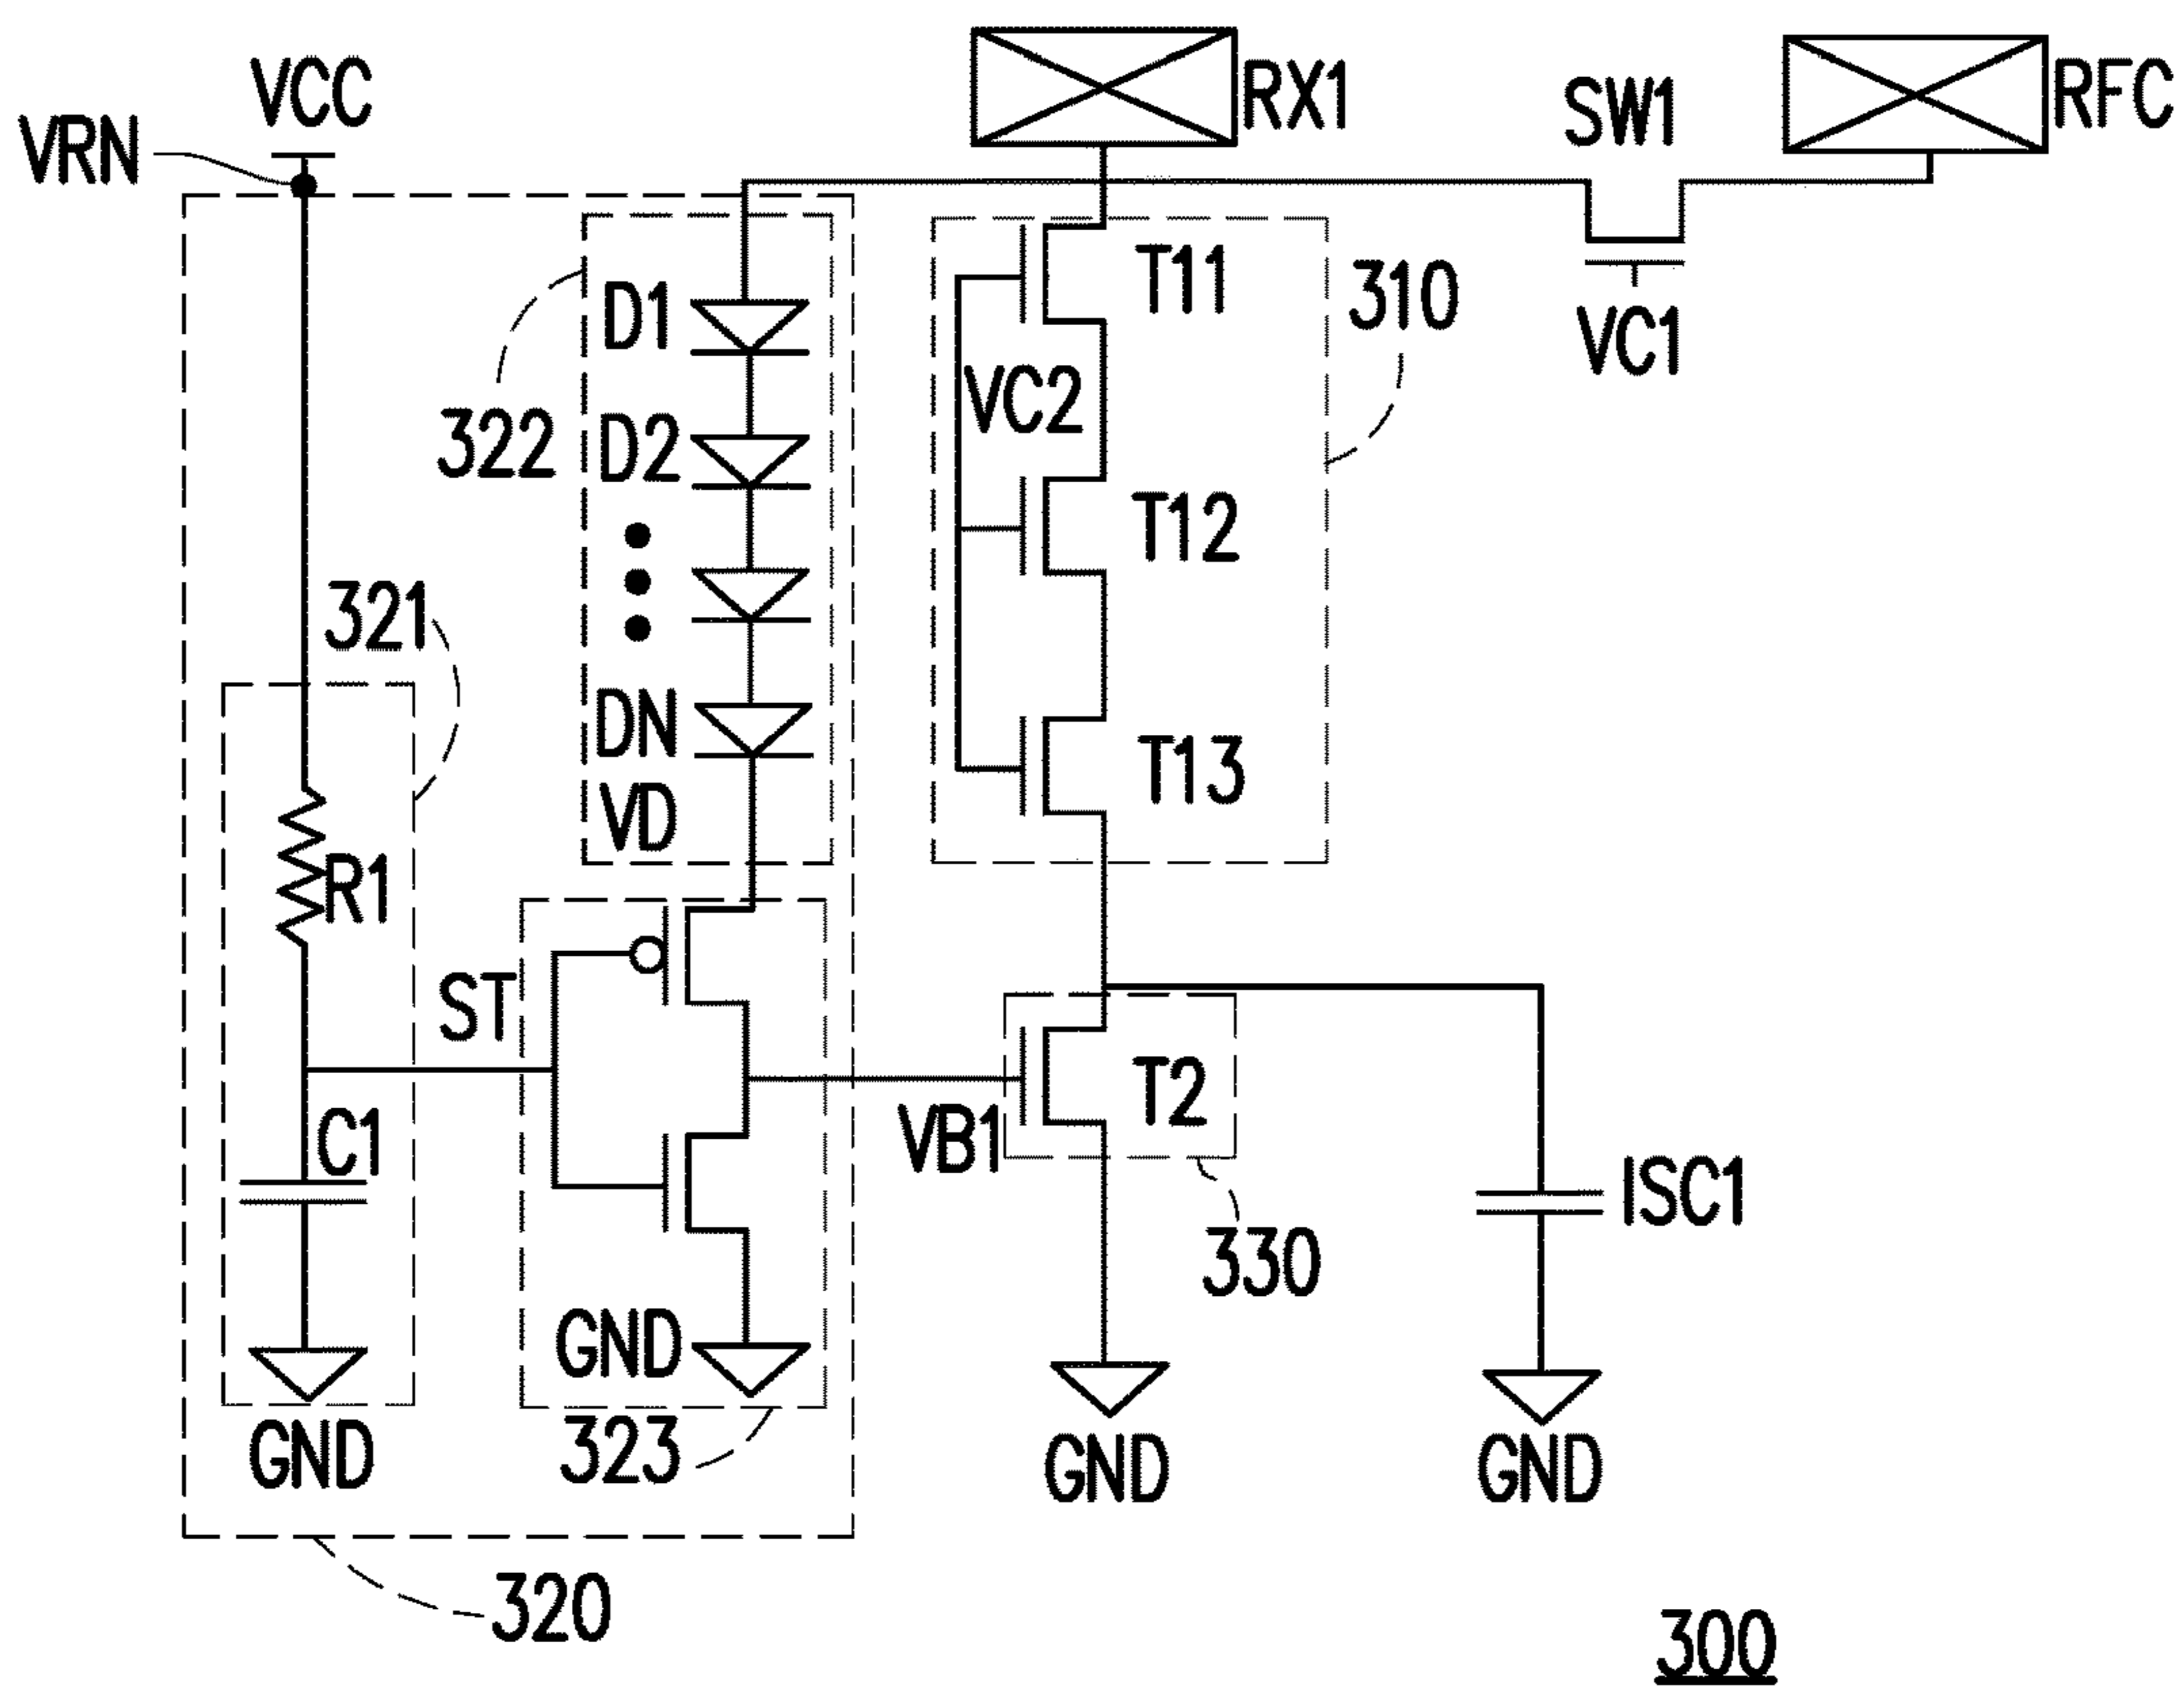 VCC
RX1
RFC
VRN
SW1
T11
310
D1
VC1
VC2
322
D2
T12
321
DN
T13
VD
R1
ST
T2
C1
VB1
ISC1
330
GND
323
GND
GND
GND
320
300